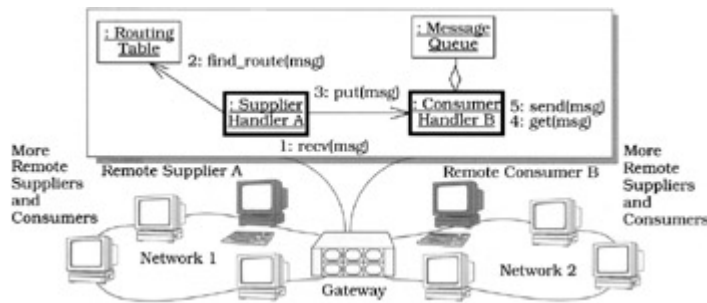 : Routing
Table
: Message
Queue
2: find_route(msg)
3: put(msg)
: Supplier
Handler A
: Consumer
Handler B
5: send(msg)
4: get(msg)
1: recv(msg)
More
Remote
Suppliers
and
Consumers
Remote Supplier A
Remote Consumer B
More
Remote
Suppliers
and
Consumers
Network 1
Gateway
Network 2